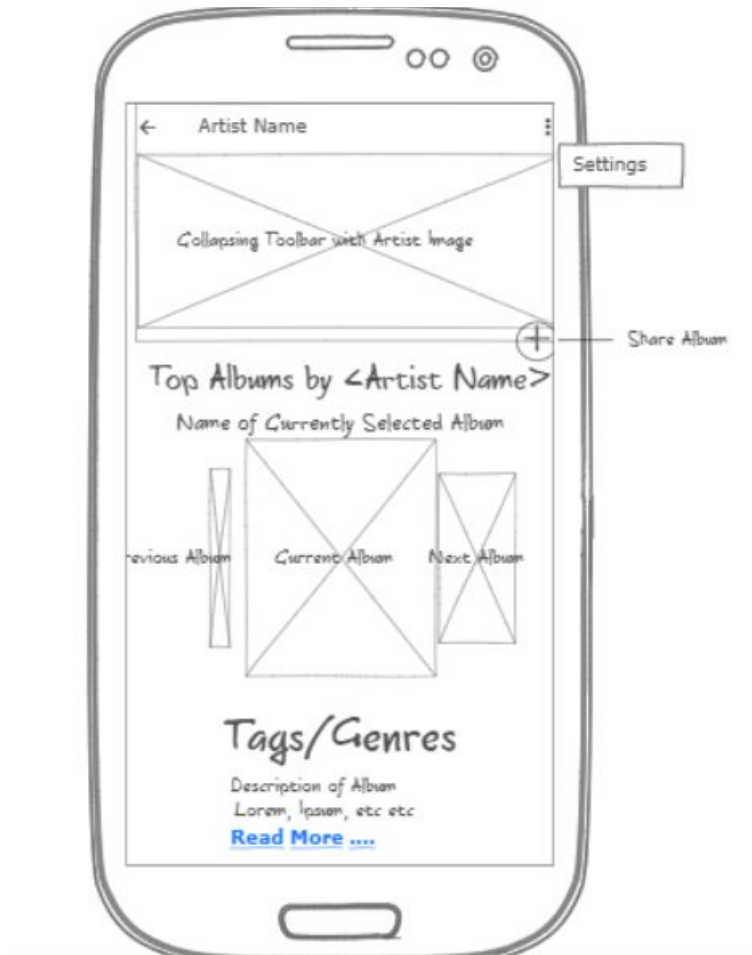 Artist Name
Settings
Collapsing Toolbar with Artist Image
Share Album
Top Albums by <Artist Name>
Name of Currently Selected Album
revious Album
Current Album
Next Album
Tags/Genres
Description of Album
Lorem, Ipsum, etc etc
Read More ....